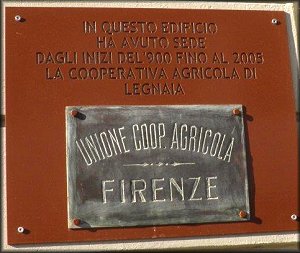 IN QUESTO EDIFICIO
HA AVUTO SEDE
DAGLI INIZI DEL'900 FINO AL 2005
LA COOPERATIVA AGRICOLA DI
LEGNAIA
UNIONE COOP. AGRICOLA
FIRENZE